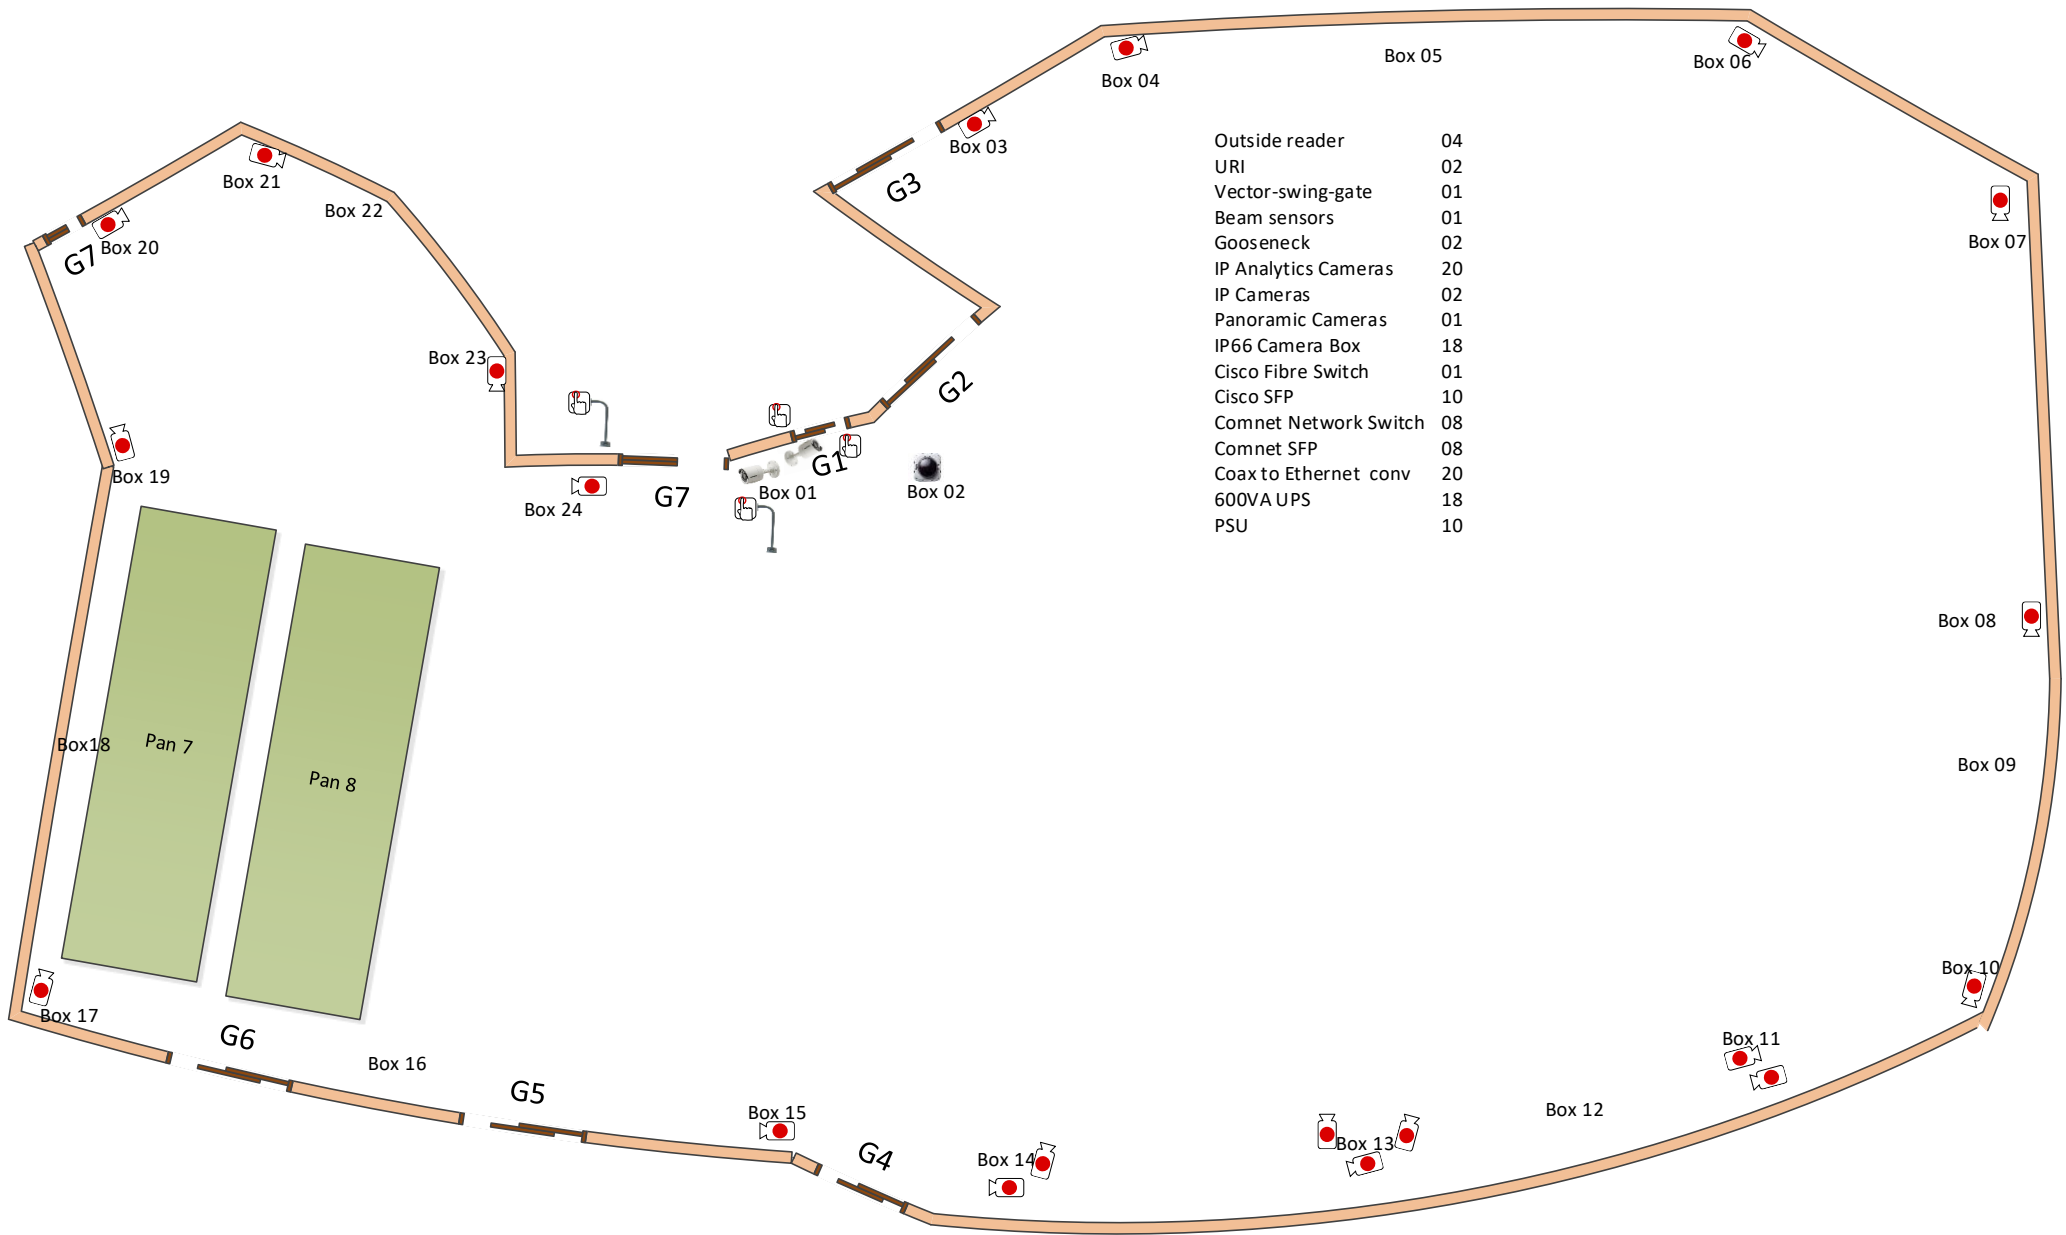 Box 04
Box 05
Box 06
Box 03
G3
Outside reader 04
URI 02
Vector-swing-gate 01
Beam sensors 01
Gooseneck 02
IP Analytics Cameras 20
IP Cameras 02
Panoramic Cameras 01
IP66 Camera Box 18
Cisco Fibre Switch 01
Cisco SFP 10
Comnet Network Switch 08
Comnet SFP 08
Coax to Ethernet conv 20
600VA UPS 18
PSU 10
Box 21
Box 22
Box 20
G7
Box 07
Box 23
G2
G1
Box 19
Box 24
G7
Box 01
Box 02
Box 08
Box18
Pan 7
Pan 8
Box 09
Box 10
Box 17
G6
Box 16
G5
Box 15
G4
Box 14
Box 13
Box 12
Box 11